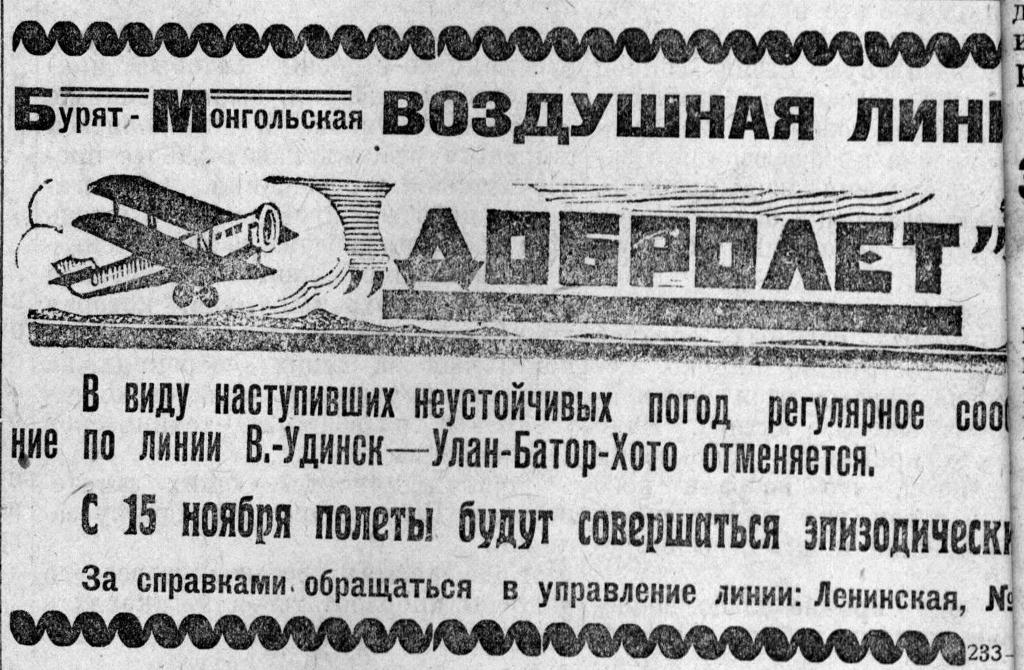 Бурят-Монгольская ВОЗДУШНАЯ ЛИНИ
„ДОБРОЛЕТ”
В виду наступивших неустойчивых погод регулярное сооб
ние по линии В.-Удинск—Улан-Батор-Хото отменяется.
С 15 ноября полеты будут совершаться эпизодически
За справками обращаться в управление линии: Ленинская, №
233-